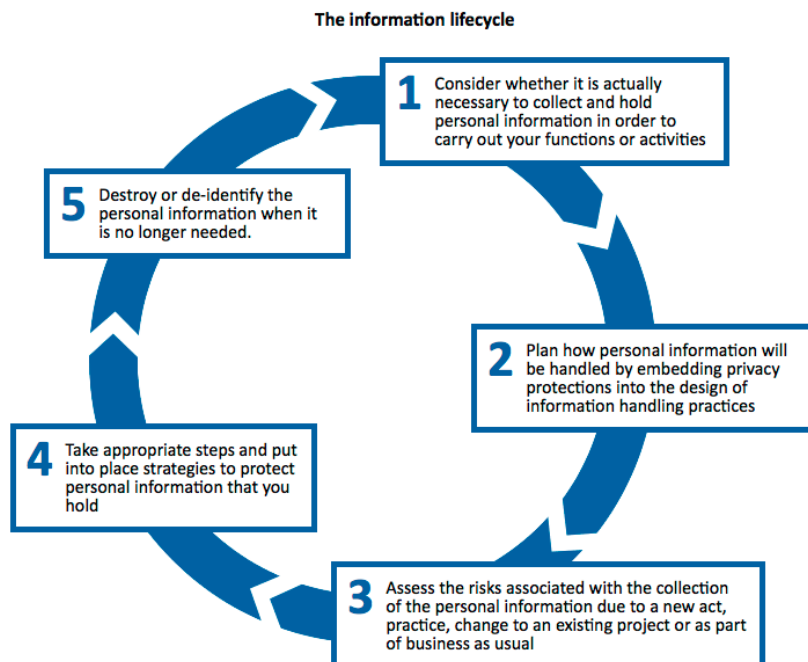 The information lifecycle
1
Consider whether it is actually
necessary to collect and hold
personal information in order to
carry out your functions or activities
2
Plan how personal information will
be handled by embedding privacy
protections into the design of
information handling practices
3
Assess the risks associated with the collection
of the personal information due to a new act,
practice, change to an existing project or as part
of business as usual
4
Take appropriate steps and put
into place strategies to protect
personal information that you
hold
5
Destroy or de-identify the
personal information when it
is no longer needed.